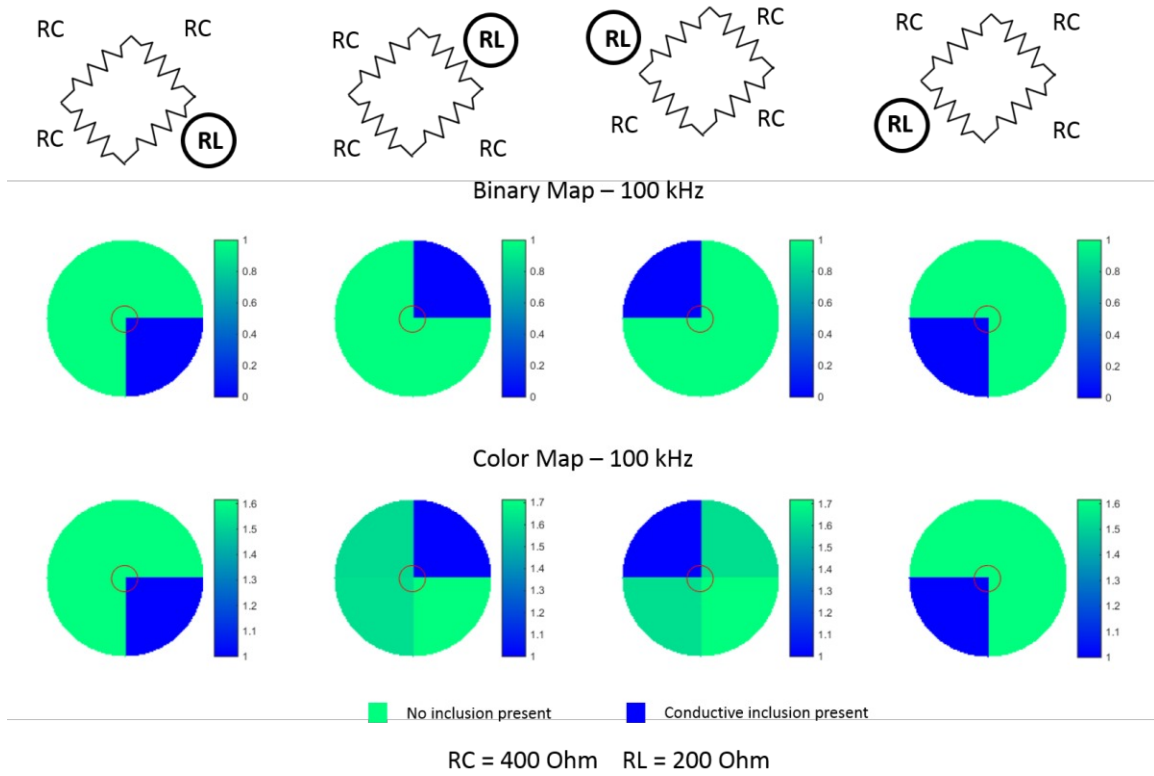 RC RC RC RL RL RC RC RC
RC RL RC RC RC RC RL RC
Binary Map – 100 kHz
1 1 1 1
0.8 0.8 0.8 0.8
0.6 0.6 0.6 0.6
0.4 0.4 0.4 0.4
0.2 0.2 0.2 0.2
0 0 0 0
Color Map – 100 kHz
1.6 1.7 1.7 1.6
1.5 1.6 1.6 1.5
1.4 1.5 1.5 1.4
1.3 1.4 1.4 1.3
1.2 1.3 1.3 1.2
1.1 1.2 1.2 1.1
1 1.1 1.1 1
1 1
No inclusion present Conductive inclusion present
RC = 400 Ohm RL = 200 Ohm